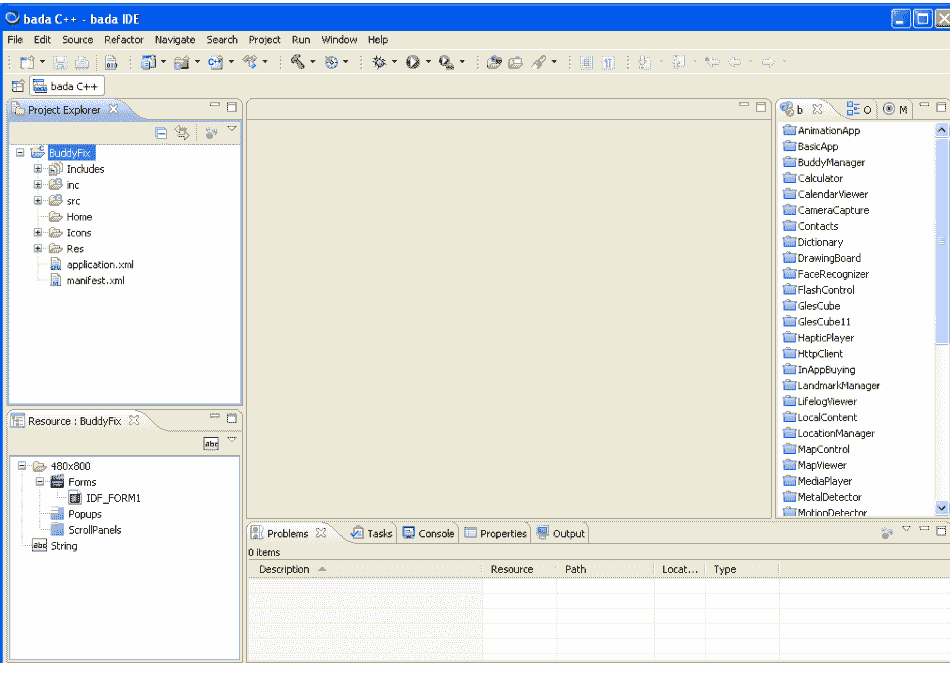 bada C++ - bada IDE
File Edit Source Refactor Navigate Search Project Run Window Help
bada C++
Project Explorer
BuddyFix
Includes
inc
src
Home
Icons
Res
application.xml
manifest.xml
Resource : BuddyFix
abc
480x800
Forms
IDF_FORM1
Popups
ScrollPanels
abc String
b O M
AnimationApp
BasicApp
BuddyManager
Calculator
CalendarViewer
CameraCapture
Contacts
Dictionary
DrawingBoard
FaceRecognizer
FlashControl
GlesCube
GlesCube11
HapticPlayer
HttpClient
InAppBuying
LandmarkManager
LifelogViewer
LocalContent
LocationManager
MapControl
MapViewer
MediaPlayer
MetalDetector
MotionDetector
Problems Tasks Console Properties Output
0 items
Description Resource Path Locat... Type